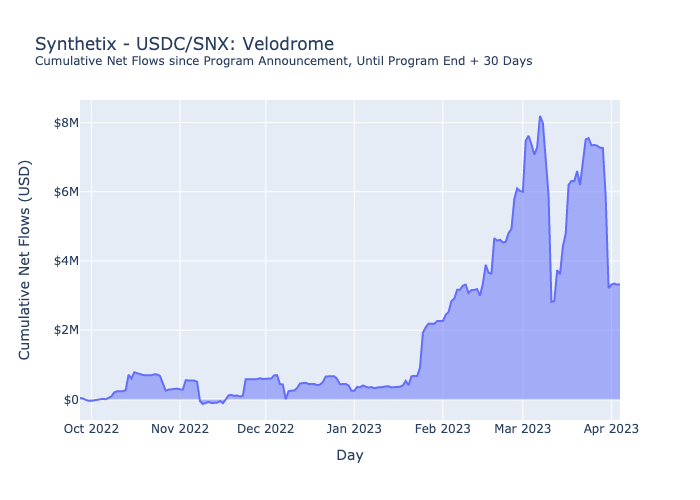 Synthetix - USDC/SNX: Velodrome
Cumulative Net Flows since Program Announcement, Until Program End + 30 Days
Cumulative Net Flows (USD)
$8M
$6M
$4M
$2M
$0
Oct 2022 Nov 2022 Dec 2022 Jan 2023 Feb 2023 Mar 2023 Apr 2023
Day